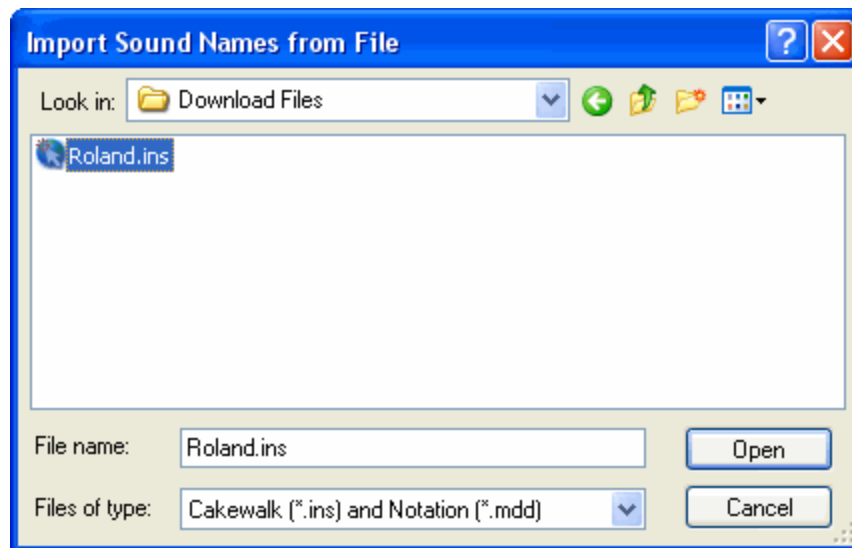 Import Sound Names from File
Look in: Download Files
Roland.ins
File name: Roland.ins Open
Files of type: Cakewalk (*.ins) and Notation (*.mdd) Cancel